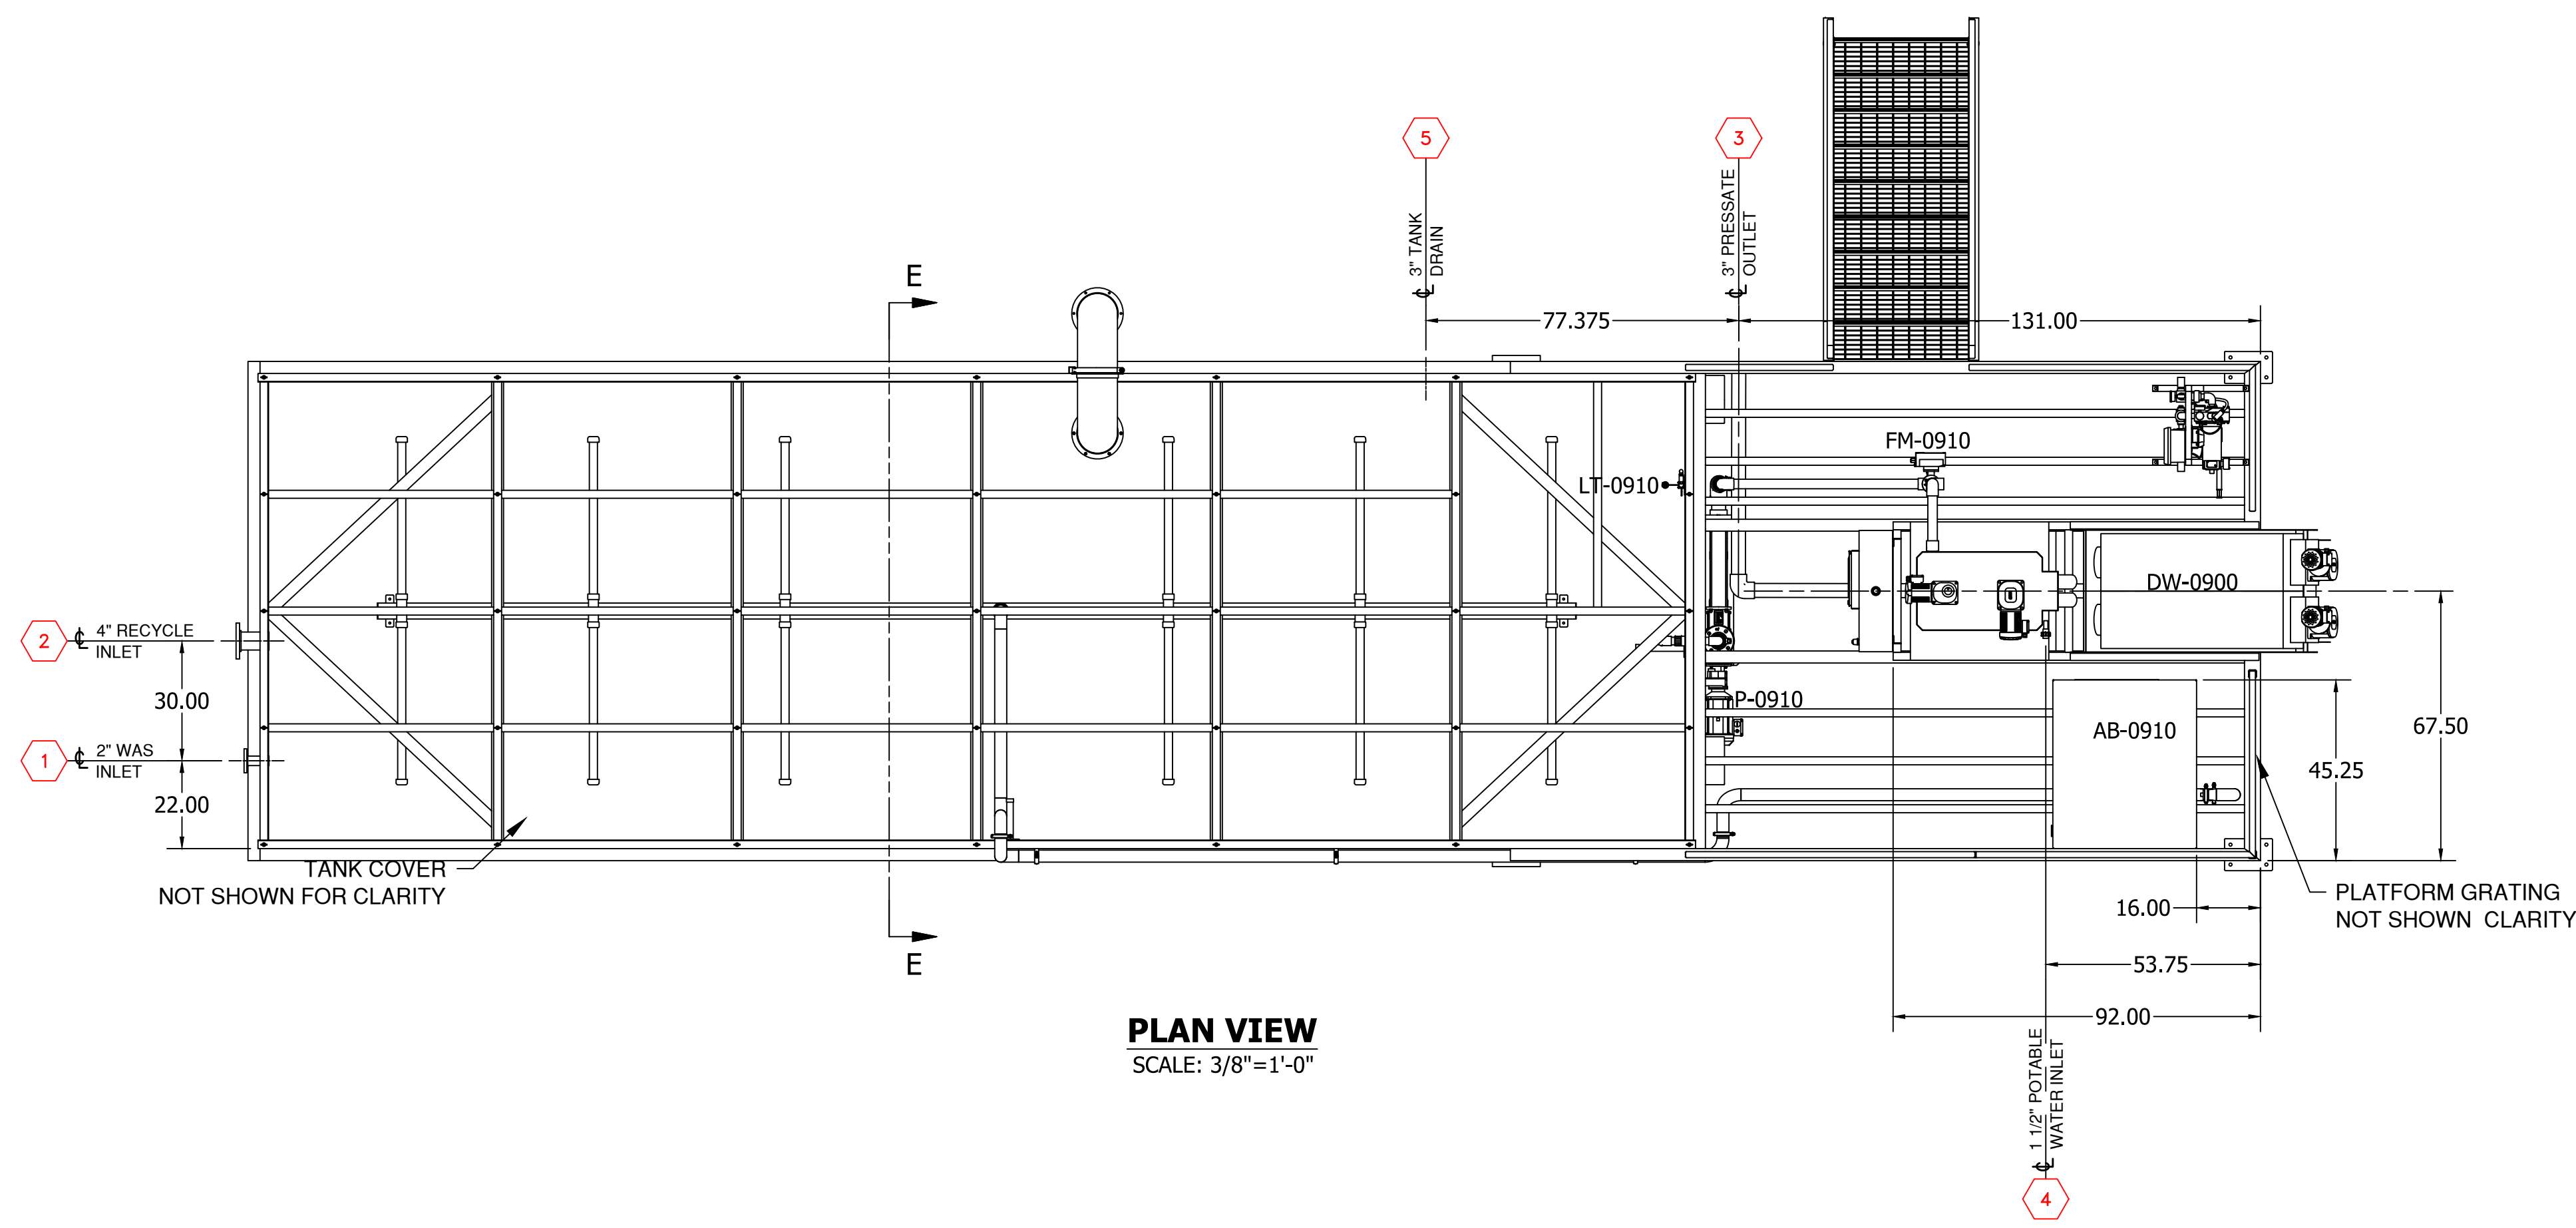 5
3
3" TANK
DRAIN
3" PRESSATE
OUTLET
E
77.375
131.00
FM-0910
LT-0910
DW-0900
2
℄ 4" RECYCLE
INLET
30.00
P-0910
AB-0910
67.50
1
℄ 2" WAS
INLET
45.25
22.00
TANK COVER
NOT SHOWN FOR CLARITY
PLATFORM GRATING
NOT SHOWN  CLARITY
16.00
E
53.75
PLAN VIEW
SCALE: 3/8"=1'-0"
92.00
1 1/2" POTABLE
WATER INLET
℄
4